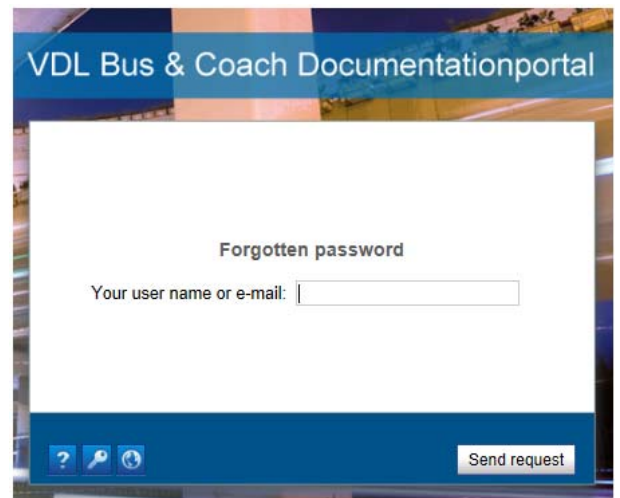 VDL Bus & Coach Documentationportal
Forgotten password
Your user name or e-mail:
?
Send request